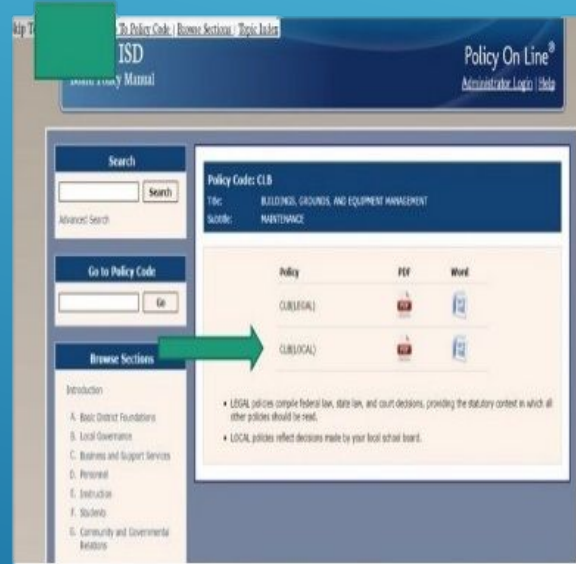 To Policy Code | Browse Sections | Topic Index
ISD
Policy Manual
Policy On Line®
Administrator Login | Help
Search
Search
Advanced Search
Go to Policy Code
Go
Browse Sections
Introduction
A. Basic District Foundations
B. Local Governance
C. Business and Support Services
D. Personnel
E. Instruction
F. Students
G. Community and Governmental
Relations
Policy Code: CLB
Title: BUILDINGS, GROUNDS, AND EQUIPMENT MANAGEMENT
Subtitle: MAINTENANCE
Policy PDF Word
CLB(LEGAL) PDF
CLB(LOCAL) PDF
• LEGAL policies compile federal law, state law, and court decisions, providing the statutory context in which all
other policies should be read.
• LOCAL policies reflect decisions made by your local school board.